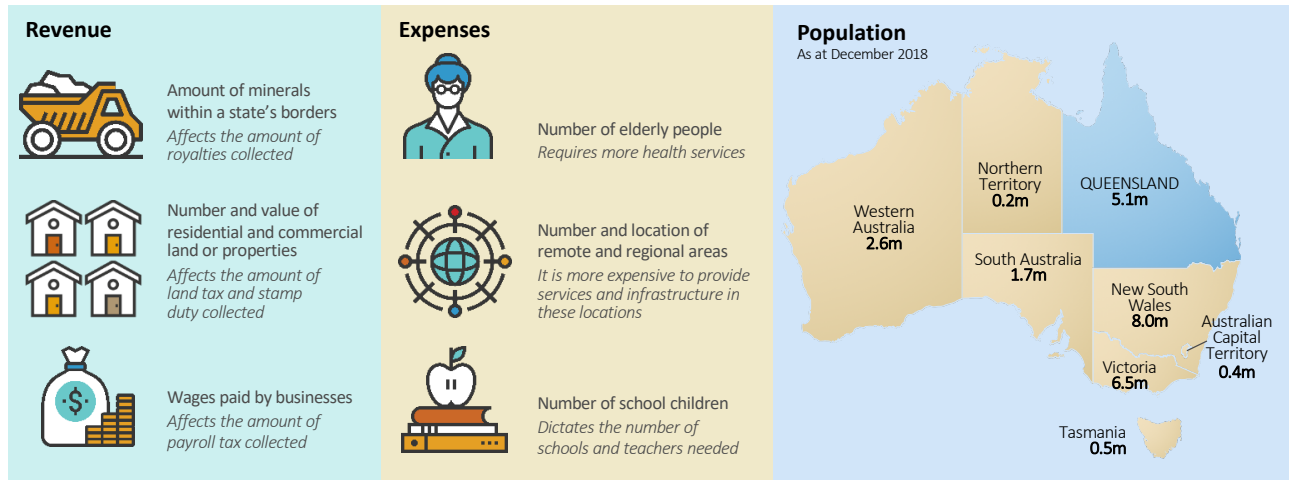 Revenue
Amount of minerals
within a state's borders
Affects the amount of
royalties collected
Number and value of
residential and commercial
land or properties
Affects the amount of
land tax and stamp
duty collected
$
Wages paid by businesses
Affects the amount of
payroll tax collected
Expenses
Number of elderly people
Requires more health services
Number and location of
remote and regional areas
It is more expensive to provide
services and infrastructure in
these locations
Number of school children
Dictates the number of
schools and teachers needed
Population
As at December 2018
Northern
Territory
0.2m
QUEENSLAND
5.1m
Western
Australia
2.6m
South Australia
1.7m
New South
Wales
8.0m
Australian
Capital
Territory
0.4m
Victoria
6.5m
Tasmania
0.5m